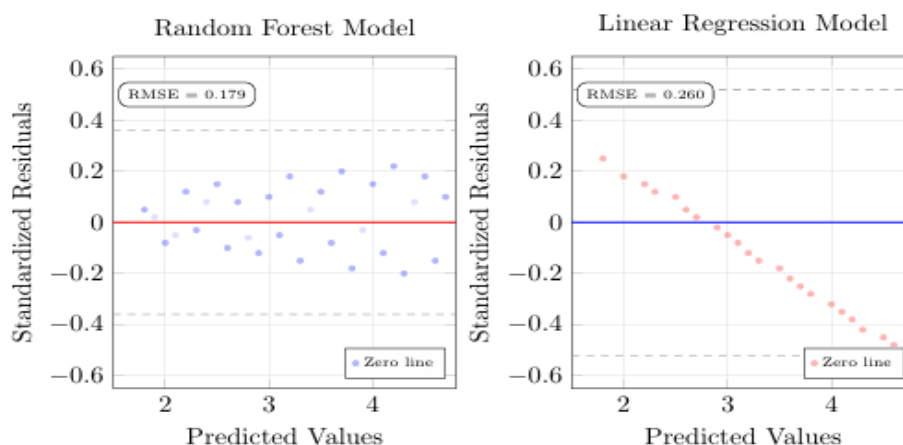 Random Forest Model
0.6
0.4
0.2
0
−0.2
−0.4
−0.6
Standardized Residuals
RMSE = 0.179
Zero line
2
3
4
Predicted Values
Linear Regression Model
0.6
0.4
0.2
0
−0.2
−0.4
−0.6
Standardized Residuals
RMSE = 0.260
Zero line
2
3
4
Predicted Values